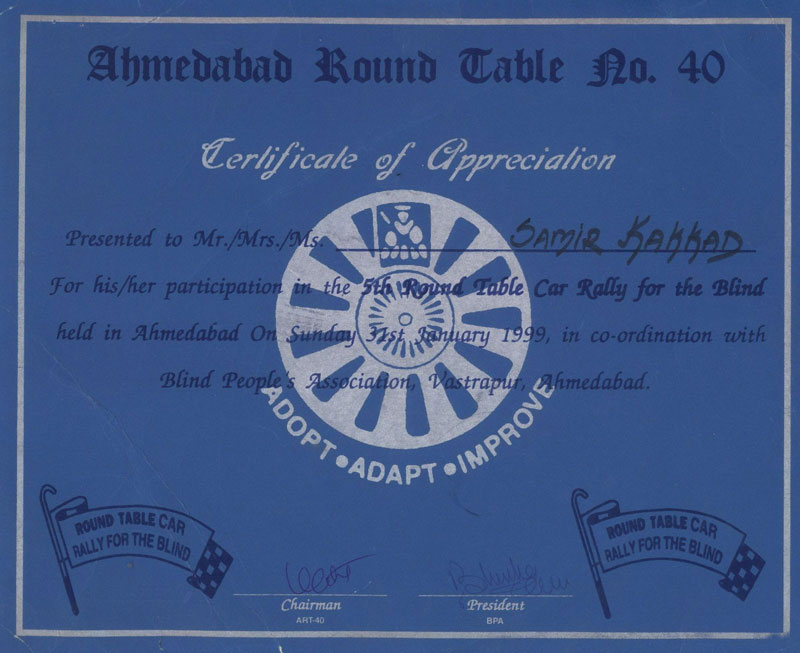 Ahmedabad Round Table No. 40
Certificate of Appreciation
Presented to Mr./Mrs./Ms. SAMIR KAKKAD
For his/her participation in the 5th Round Table Car Rally for the Blind
held in Ahmedabad On Sunday 31st January 1999, in co-ordination with
Blind People's Association, Vastrapur, Ahmedabad.
ADOPT • ADAPT • IMPROVE
ROUND TABLE CAR
RALLY FOR THE BLIND
ROUND TABLE CAR
RALLY FOR THE BLIND
Chairman
ART-40
President
BPA